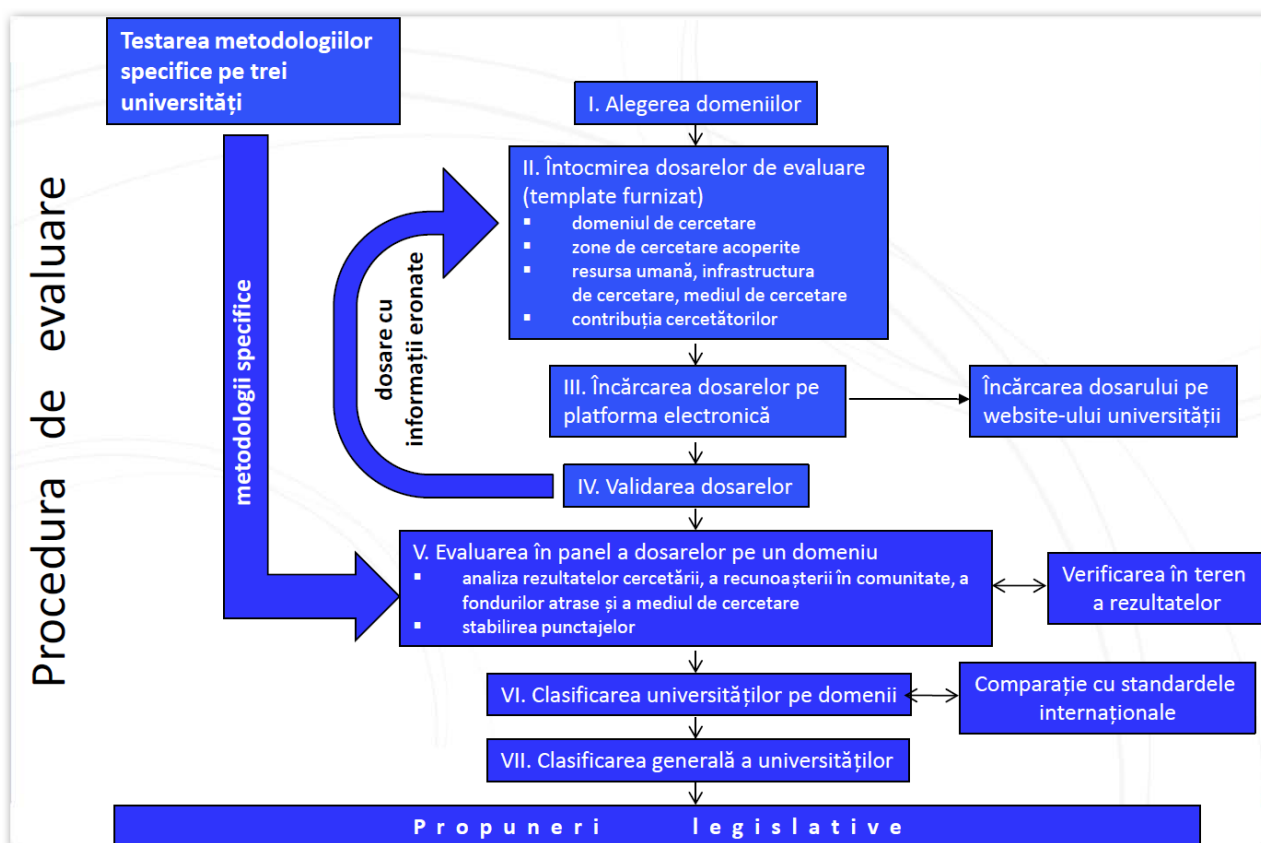 Procedura de evaluare
Testarea metodologiilor
specifice pe trei
universități
metodologii specifice
I. Alegerea domeniilor
II. Întocmirea dosarelor de evaluare
(template furnizat)
▪ domeniul de cercetare
▪ zone de cercetare acoperite
▪ resursa umană, infrastructura
de cercetare, mediul de cercetare
▪ contribuția cercetătorilor
dosare cu
informații eronate
III. Încărcarea dosarelor pe
platforma electronică
Încărcarea dosarului pe
website-ului universității
IV. Validarea dosarelor
V. Evaluarea în panel a dosarelor pe un domeniu
▪ analiza rezultatelor cercetării, a recunoașterii în comunitate, a
fondurilor atrase și a mediul de cercetare
▪ stabilirea punctajelor
Verificarea în teren
a rezultatelor
VI. Clasificarea universităților pe domenii
Comparație cu standardele
internaționale
VII. Clasificarea generală a universităților
Propuneri legislative